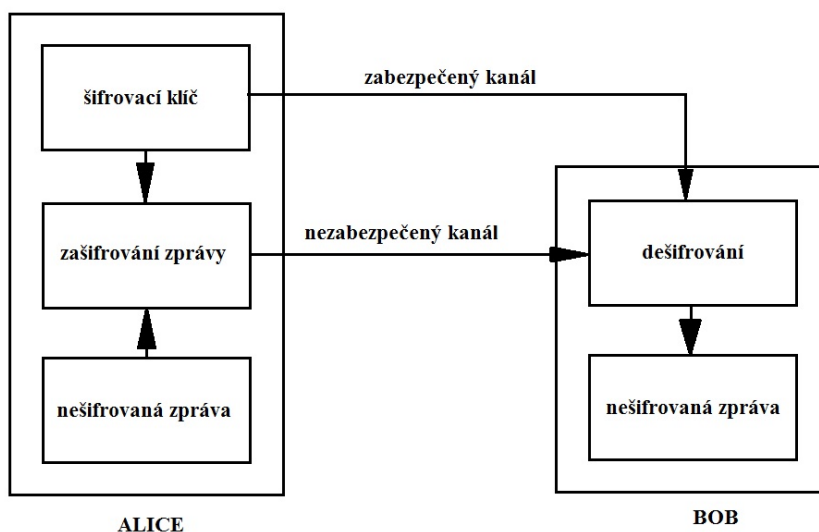 šifrovací klíč
zabezpečený kanál
zašifrování zprávy
nezabezpečený kanál
dešifrování
nešifrovaná zpráva
nešifrovaná zpráva
ALICE
BOB